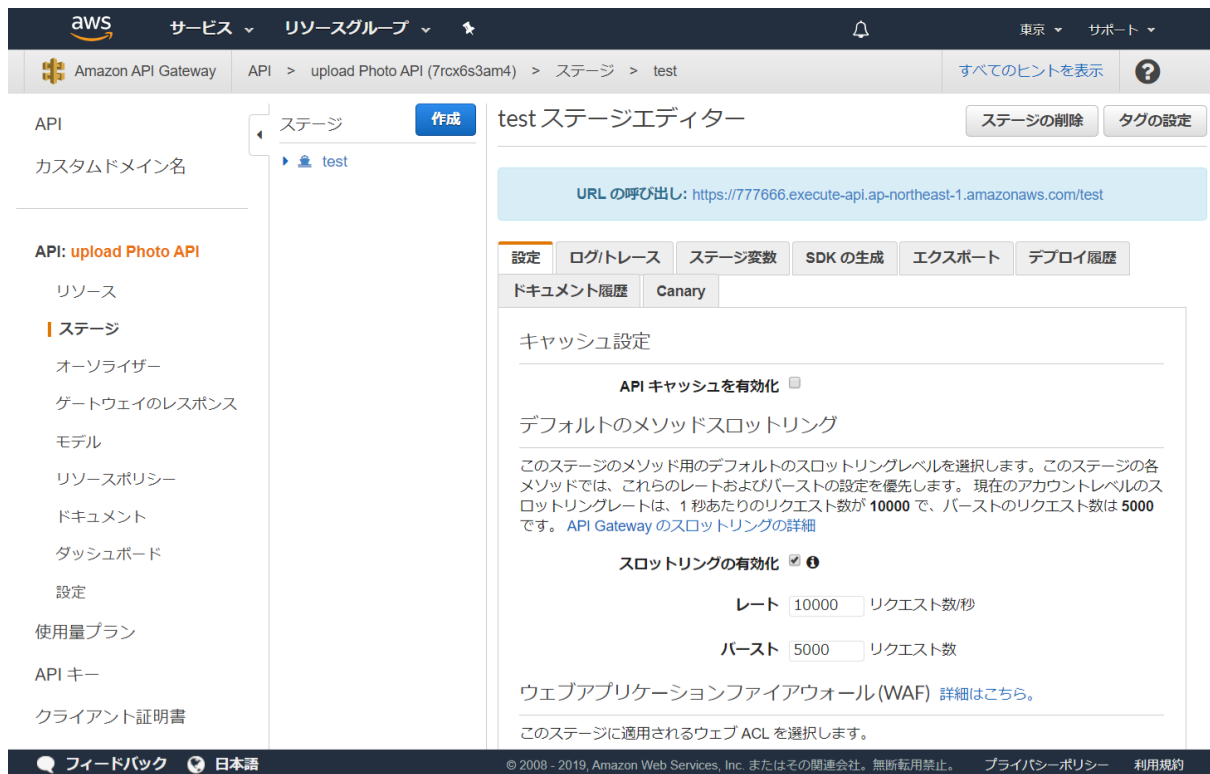 aws サービス リソースグループ 東京 サポート
Amazon API Gateway API > upload Photo API (7rcx6s3am4) > ステージ > test すべてのヒントを表示 ?
API
カスタムドメイン名
API: upload Photo API
リソース
ステージ
オーソライザー
ゲートウェイのレスポンス
モデル
リソースポリシー
ドキュメント
ダッシュボード
設定
使用量プラン
API キー
クライアント証明書
ステージ 作成
test
test ステージエディター ステージの削除 タグの設定
URL の呼び出し: https://777666.execute-api.ap-northeast-1.amazonaws.com/test
設定 ログ/トレース ステージ変数 SDK の生成 エクスポート デプロイ履歴
ドキュメント履歴 Canary
キャッシュ設定
API キャッシュを有効化
デフォルトのメソッドスロットリング
このステージのメソッド用のデフォルトのスロットリングレベルを選択します。このステージの各
メソッドでは、これらのレートおよびバーストの設定を優先します。 現在のアカウントレベルのス
ロットリングレートは、1 秒あたりのリクエスト数が 10000 で、バーストのリクエスト数は 5000
です。 API Gateway のスロットリングの詳細
スロットリングの有効化
レート 10000 リクエスト数/秒
バースト 5000 リクエスト数
ウェブアプリケーションファイアウォール (WAF) 詳細はこちら。
このステージに適用されるウェブ ACL を選択します。
フィードバック 日本語 © 2008 - 2019, Amazon Web Services, Inc. またはその関連会社。無断転用禁止。 プライバシーポリシー 利用規約